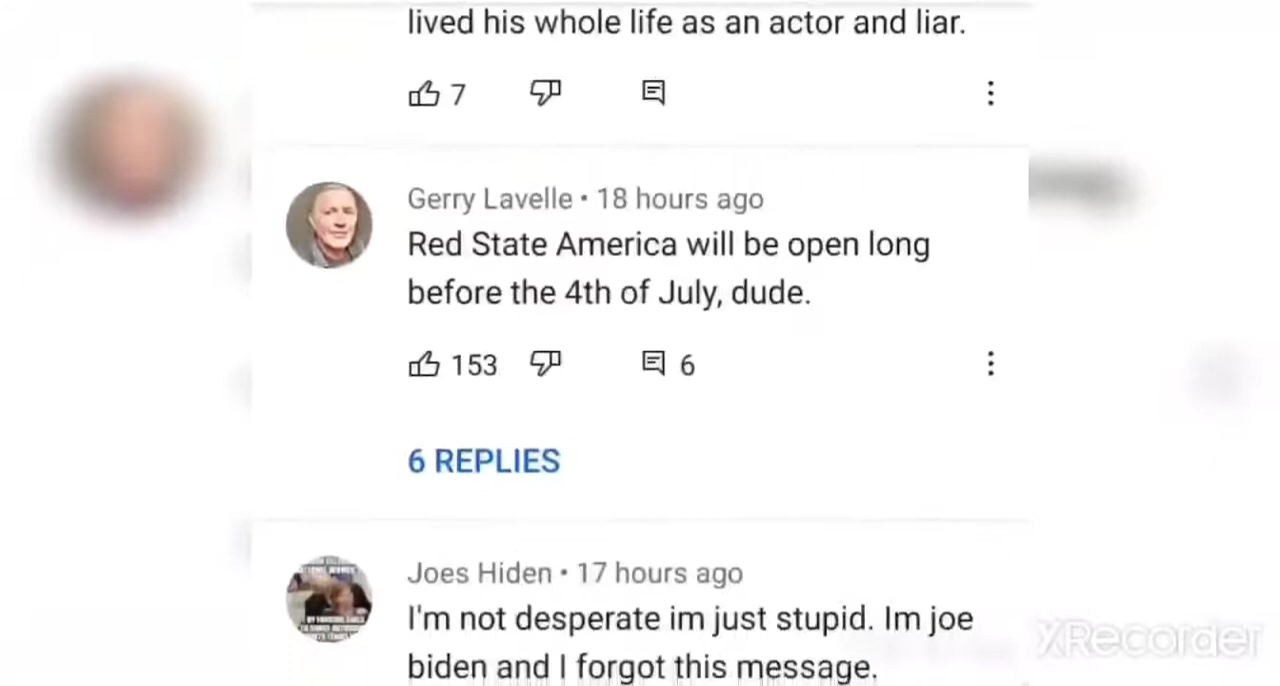 lived his whole life as an actor and liar.
7
Gerry Lavelle • 18 hours ago
Red State America will be open long
before the 4th of July, dude.
153 6
6 REPLIES
Joes Hiden • 17 hours ago
I'm not desperate im just stupid. Im joe
biden and I forgot this message.
XRecorder